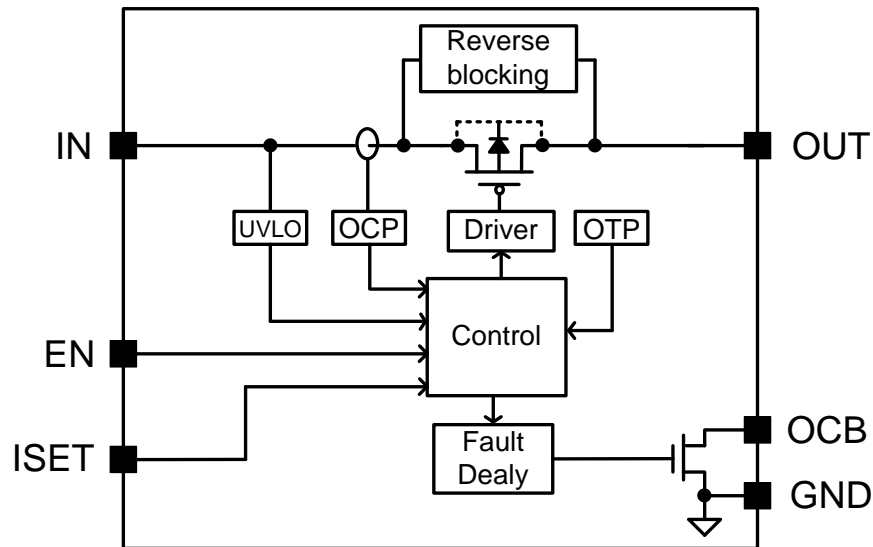 Reverse
blocking
IN
OUT
UVLO
OCP
Driver
OTP
Control
EN
ISET
Fault
Dealy
OCB
GND